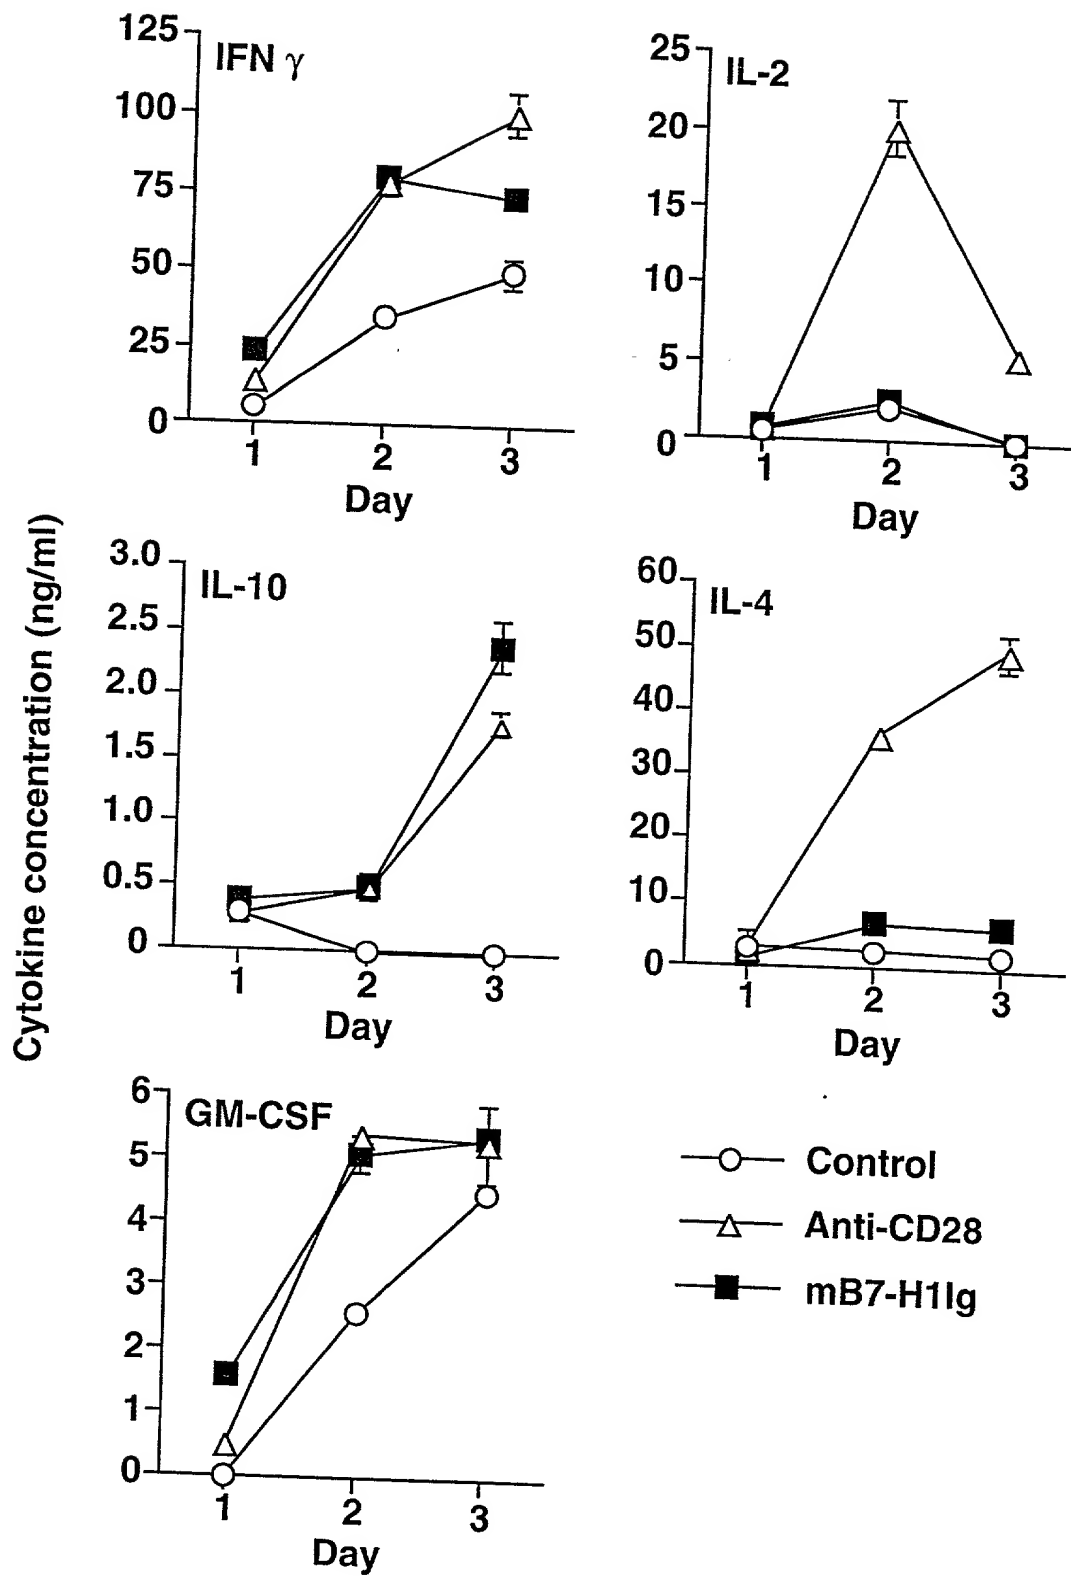 Cytokine concentration (ng/ml)
IFN γ
125
100
75
50
25
0
1 2 3
Day
IL-2
25
20
15
10
5
0
1 2 3
Day
IL-10
3.0
2.5
2.0
1.5
1.0
0.5
0
1 2 3
Day
IL-4
60
50
40
30
20
10
0
1 2 3
Day
GM-CSF
6
5
4
3
2
1
0
1 2 3
Day
Control
Anti-CD28
mB7-H1Ig